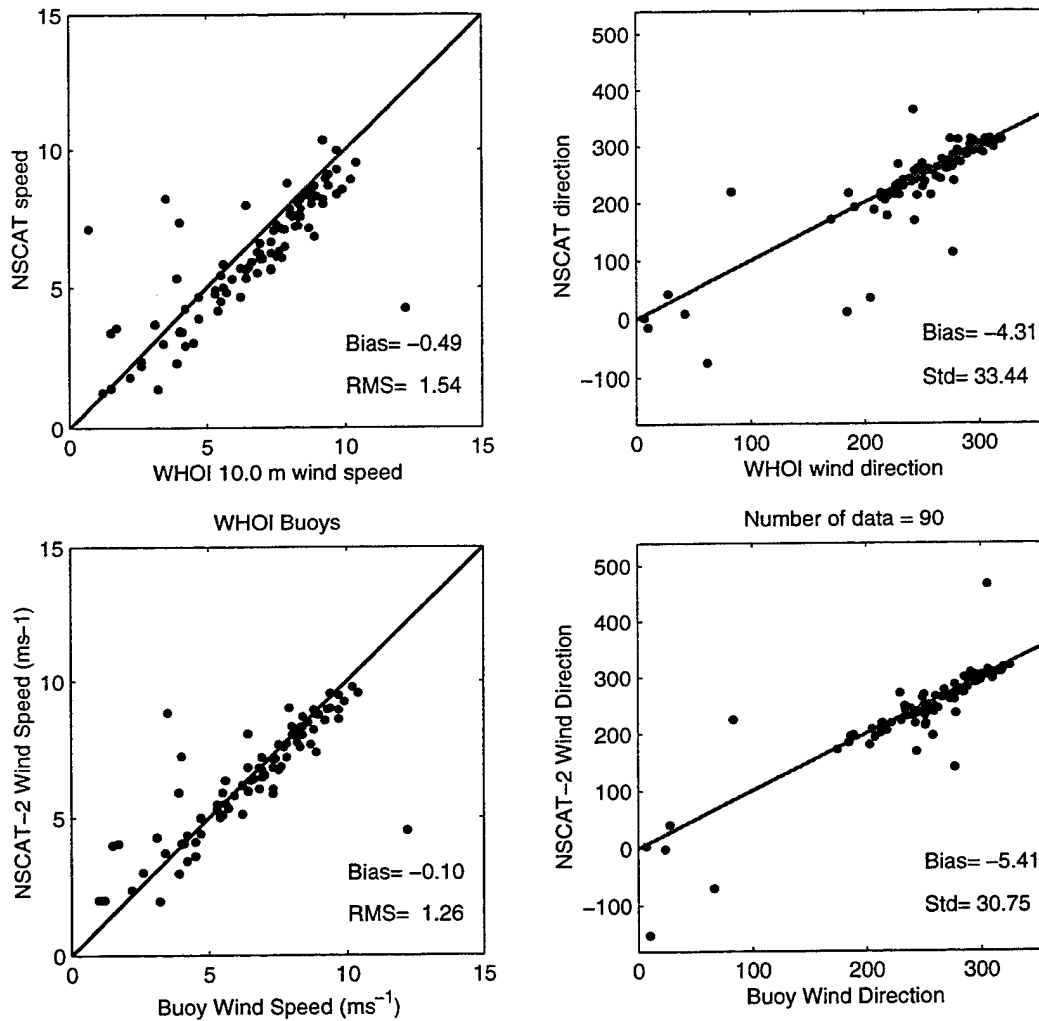 15
10
5
0
0
5
10
15
NSCAT speed
Bias= −0.49
RMS= 1.54
WHOI 10.0 m wind speed
500
400
300
200
100
0
−100
0
100
200
300
NSCAT direction
Bias= −4.31
Std= 33.44
WHOI wind direction
WHOI Buoys
Number of data = 90
15
10
5
0
0
5
10
15
NSCAT−2 Wind Speed (ms−1)
Bias= −0.10
RMS= 1.26
Buoy Wind Speed (ms⁻¹)
500
400
300
200
100
0
−100
0
100
200
300
NSCAT−2 Wind Direction
Bias= −5.41
Std= 30.75
Buoy Wind Direction